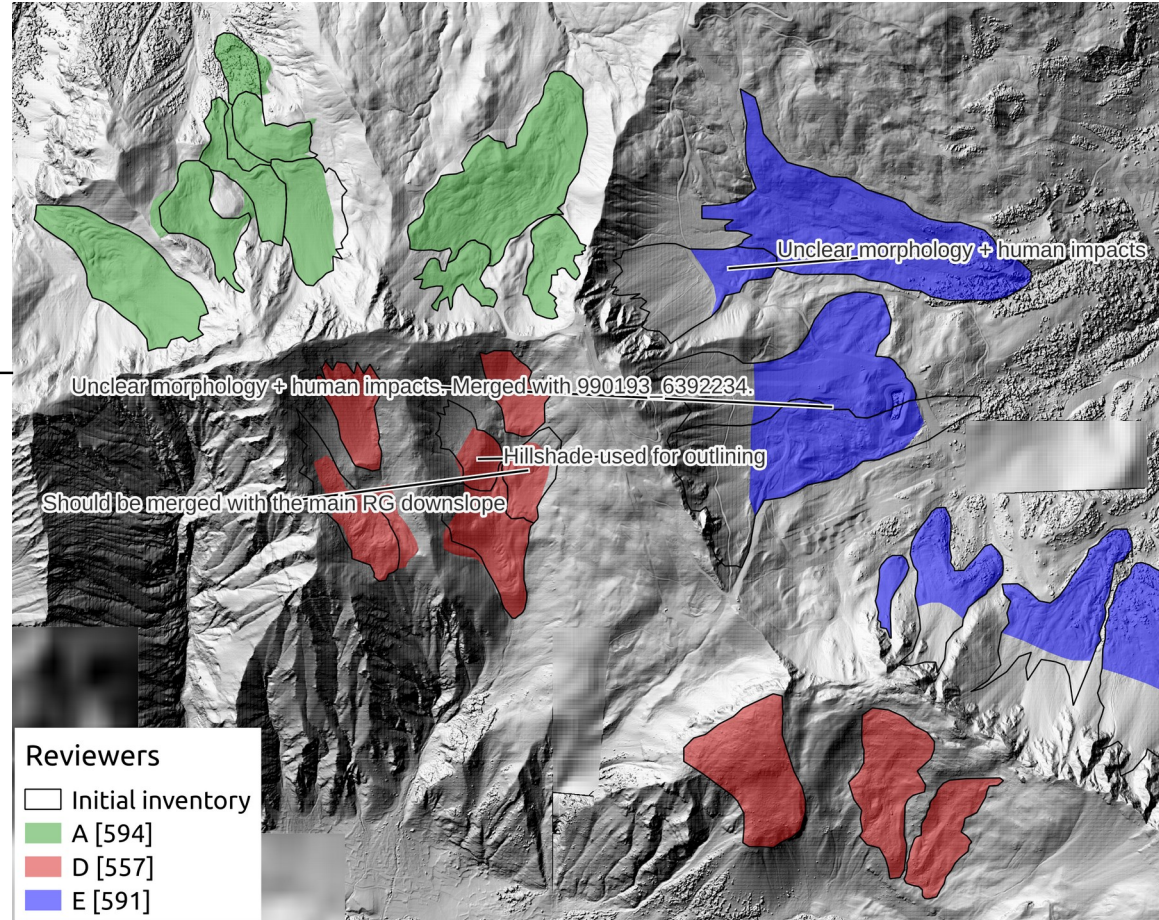 Unclear morphology + human impacts
Unclear morphology + human impacts. Merged with 990193_6392234.
Hillshade used for outlining
Should be merged with the main RG downslope
Reviewers
Initial inventory
A [594]
D [557]
E [591]